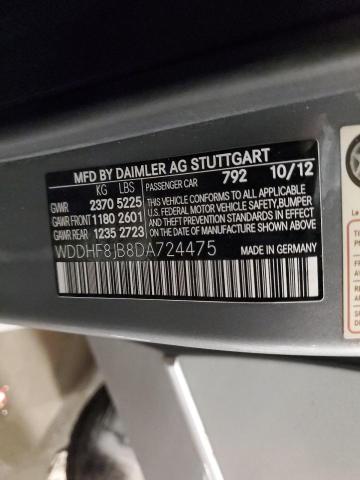 MFD BY DAIMLER AG STUTTGART
KG LBS 792 10/12
GVWR 2370 5225 PASSENGER CAR
GAWR FRONT 1180 2601 THIS VEHICLE CONFORMS TO ALL APPLICABLE
GAWR REAR 1235 2723 U.S. FEDERAL MOTOR VEHICLE SAFETY, BUMPER
AND THEFT PREVENTION STANDARDS IN EFFECT
ON THE DATE OF MANUFACTURE SHOWN ABOVE
WDDHF8JB8DA724475 MADE IN GERMANY